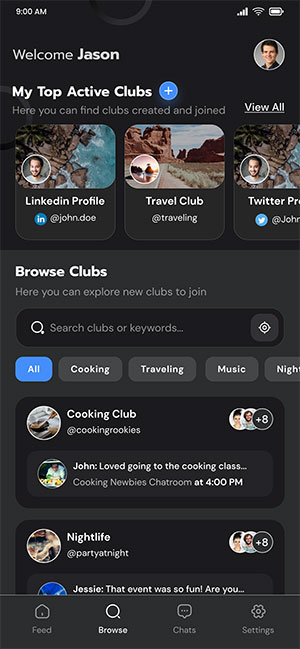 9:00 AM
Welcome Jason
My Top Active Clubs
Here you can find clubs created and joined
View All
Linkedin Profile
in @john.doe
Travel Club
@traveling
Twitter Pr
@John
Browse Clubs
Here you can explore new clubs to join
Search clubs or keywords...
All
Cooking
Traveling
Music
Nigh
Cooking Club
@cookingrookies
+8
John: Loved going to the cooking class...
Cooking Newbies Chatroom at 4:00 PM
Nightlife
@partyatnight
+8
Jessie: That event was so fun! Are you...
Feed
Browse
Chats
Settings